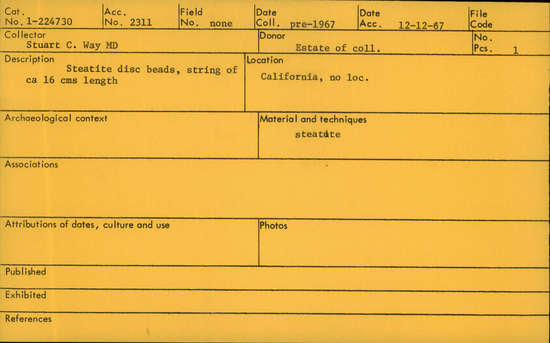 Cat. No. 1-224730 Acc. No. 2311 Field No. none Date Coll. pre-1967 Date Acc. 12-12-67 File Code
Collector Stuart C. Way MD Donor Estate of coll. No. Pcs. 1
Description Steatite disc beads, string of
ca 16 cms length
Location
California, no loc.
Archaeological context
Material and techniques
steatite
Associations
Attributions of dates, culture and use
Photos
Published
Exhibited
References